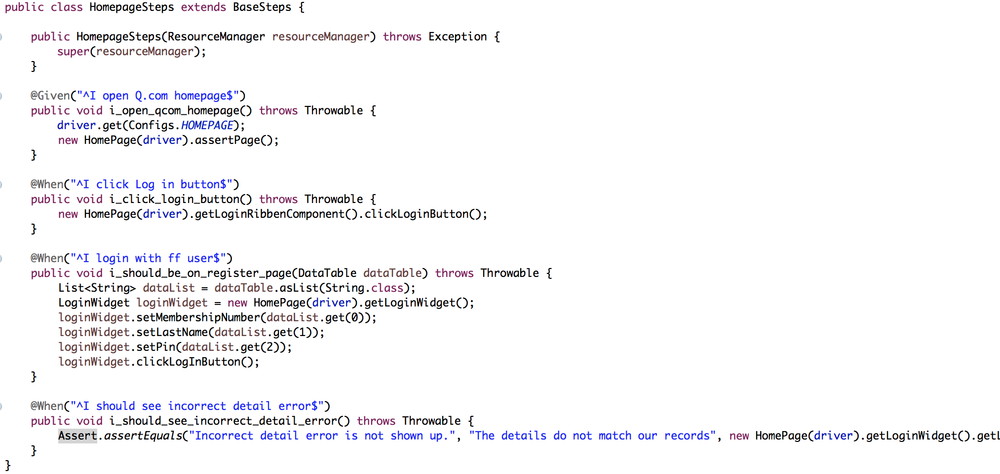 public class HomepageSteps extends BaseSteps {
public HomepageSteps(ResourceManager resourceManager) throws Exception {
super(resourceManager);
}
@Given("^I open Q.com homepage$")
public void i_open_qcom_homepage() throws Throwable {
driver.get(Configs.HOMEPAGE);
new HomePage(driver).assertPage();
}
@When("^I click Log in button$")
public void i_click_login_button() throws Throwable {
new HomePage(driver).getLoginRibbenComponent().clickLoginButton();
}
@When("^I login with ff user$")
public void i_should_be_on_register_page(DataTable dataTable) throws Throwable {
List<String> dataList = dataTable.asList(String.class);
LoginWidget loginWidget = new HomePage(driver).getLoginWidget();
loginWidget.setMembershipNumber(dataList.get(0));
loginWidget.setLastName(dataList.get(1));
loginWidget.setPin(dataList.get(2));
loginWidget.clickLogInButton();
}
@When("^I should see incorrect detail error$")
public void i_should_see_incorrect_detail_error() throws Throwable {
Assert.assertEquals("Incorrect detail error is not shown up.", "The details do not match our records", new HomePage(driver).getLoginWidget().getL
}
}